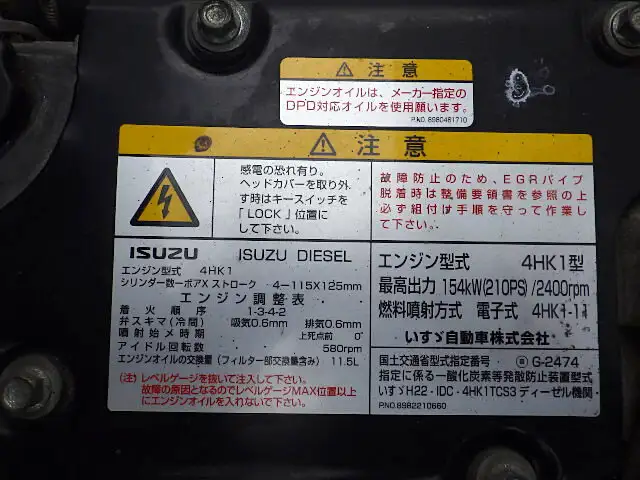 ⚠ 注意
エンジンオイルは、メーカー指定の
DPD対応オイルを使用願います。
P.NO. 8980481710
⚠ 注意
感電の恐れ有り。
ヘッドカバーを取り外
す時はキースイッチを
「LOCK」位置に
して下さい。
故障防止のため、EGRパイプ
脱着時は整備要領書を参照の上
必ず組付け手順を守って作業し
て下さい。
ISUZU ISUZU DIESEL
エンジン型式 4HK1
シリンダー数ーボアX ストローク 4-115X125mm
エンジン調整表
着火順序 1-3-4-2
弁スキマ(冷間) 吸気0.6mm 排気0.6mm
噴射始メ時期 上死点前 0°
アイドル回転数 580rpm
エンジンオイルの交換量(フィルター部交換量含み) 11.5L
(注) レベルゲージを抜いて注入して下さい。
故障の原因となるのでレベルゲージMAX位置以上
にエンジンオイルを入れないで下さい。
エンジン型式 4HK1型
最高出力 154kW(210PS)/2400rpm
燃料噴射方式 電子式 4HK1-11
いすゞ自動車株式会社
国土交通省型式指定番号 G-2474
指定に係る一酸化炭素等発散防止装置型式
いすゞH22・IDC・4HK1TCS3 ディーゼル機関
P.NO.8982210660